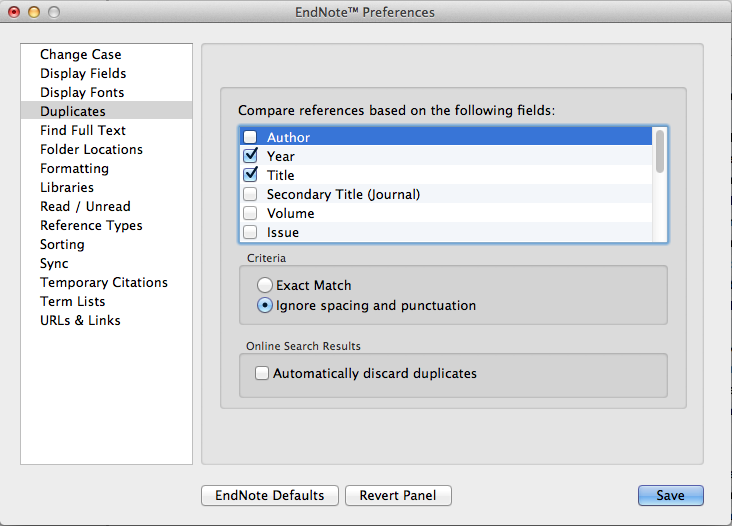 EndNote™ Preferences
Change Case
Display Fields
Display Fonts
Duplicates
Find Full Text
Folder Locations
Formatting
Libraries
Read / Unread
Reference Types
Sorting
Sync
Temporary Citations
Term Lists
URLs & Links
Compare references based on the following fields:
Author
Year
Title
Secondary Title (Journal)
Volume
Issue
Criteria
Exact Match
Ignore spacing and punctuation
Online Search Results
Automatically discard duplicates
EndNote Defaults
Revert Panel
Save